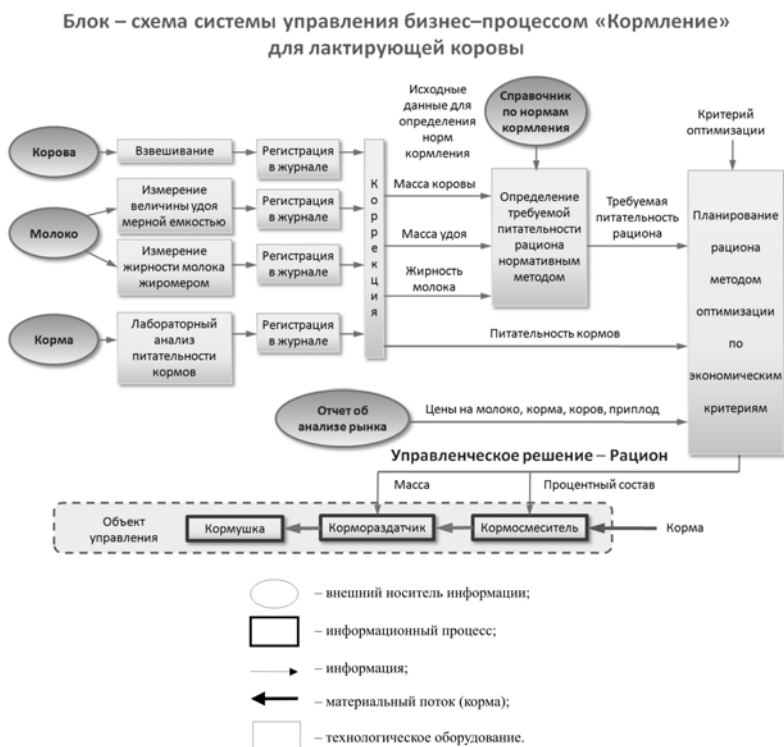 Блок – схема системы управления бизнес–процессом «Кормление»
для лактирующей коровы
Исходные
данные для
определения
норм
кормления
Справочник
по нормам
кормления
Критерий
оптимизации
Корова
Взвешивание
Регистрация
в журнале
Молоко
Измерение
величины удоя
мерной емкостью
Регистрация
в журнале
Измерение
жирности молока
жиромером
Регистрация
в журнале
Корма
Лабораторный
анализ
питательности
кормов
Регистрация
в журнале
К
о
р
р
е
к
ц
и
я
Масса коровы
Масса удоя
Жирность
молока
Определение
требуемой
питательности
рациона
нормативным
методом
Требуемая
питательность
рациона
Питательность кормов
Планирование
рациона
методом
оптимизации
по
экономическим
критериям
Отчет об
анализе рынка
Цены на молоко, корма, коров, приплод
Управленческое решение – Рацион
Масса
Процентный состав
Объект
управления
Кормушка
Кормораздатчик
Кормосмеситель
Корма
– внешний носитель информации;
– информационный процесс;
– информация;
– материальный поток (корма);
– технологическое оборудование.